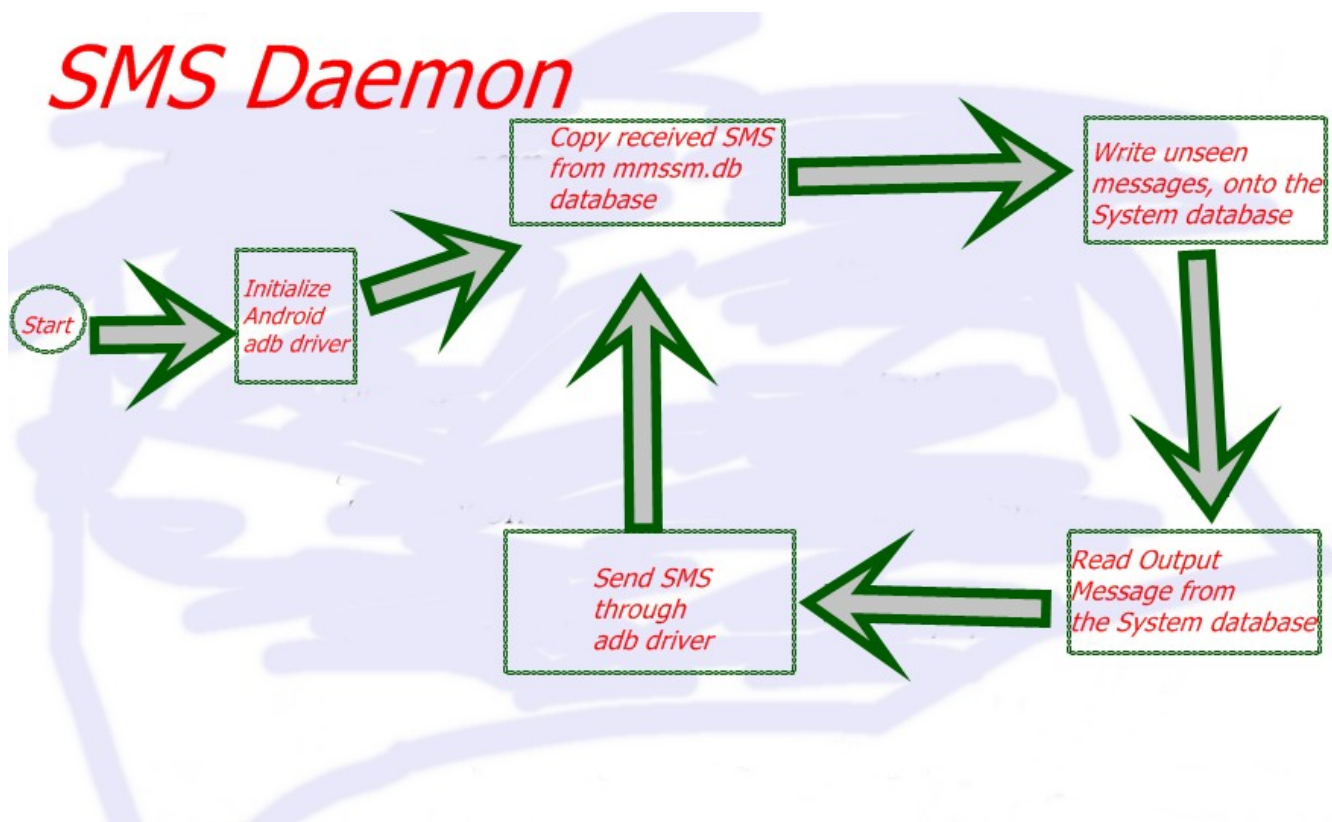 SMS Daemon
Start
Initialize
Android
adb driver
Copy received SMS
from mmssm.db
database
Write unseen
messages, onto the
System database
Read Output
Message from
the System database
Send SMS
through
adb driver